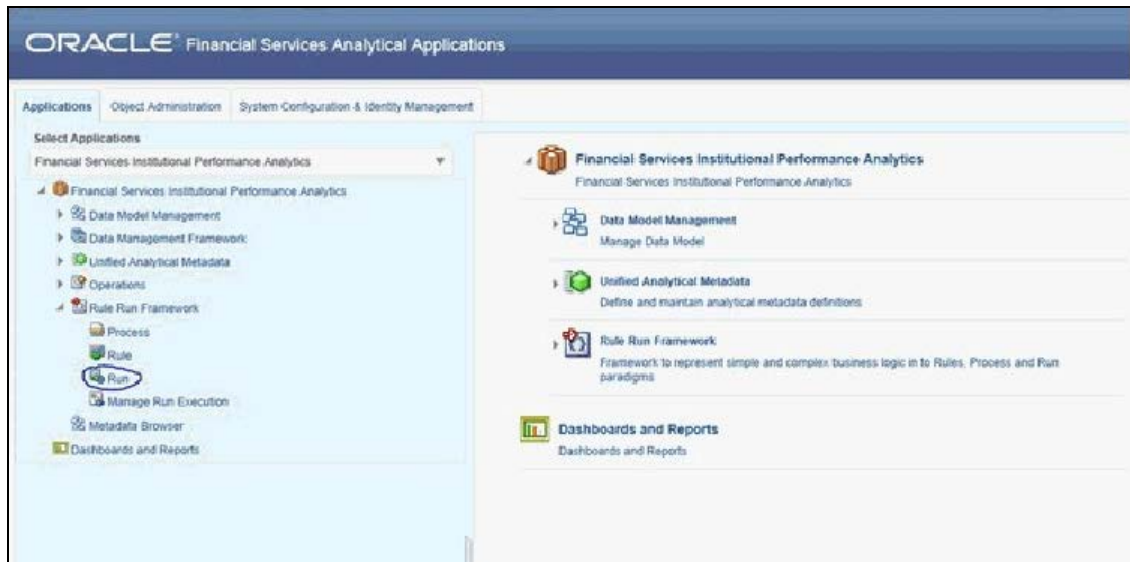 ORACLE® Financial Services Analytical Applications
Applications Object Administration System Configuration & Identity Management
Select Applications
Financial Services Institutional Performance Analytics
Financial Services Institutional Performance Analytics
Data Model Management
Data Management Framework
Unified Analytical Metadata
Operations
Rule Run Framework
Process
Rule
Run
Manage Run Execution
Metadata Browser
Dashboards and Reports
Financial Services Institutional Performance Analytics
Financial Services Institutional Performance Analytics
Data Model Management
Manage Data Model
Unified Analytical Metadata
Define and maintain analytical metadata definitions
Rule Run Framework
Framework to represent simple and complex business logic in to Rules, Process and Run
paradigms
Dashboards and Reports
Dashboards and Reports